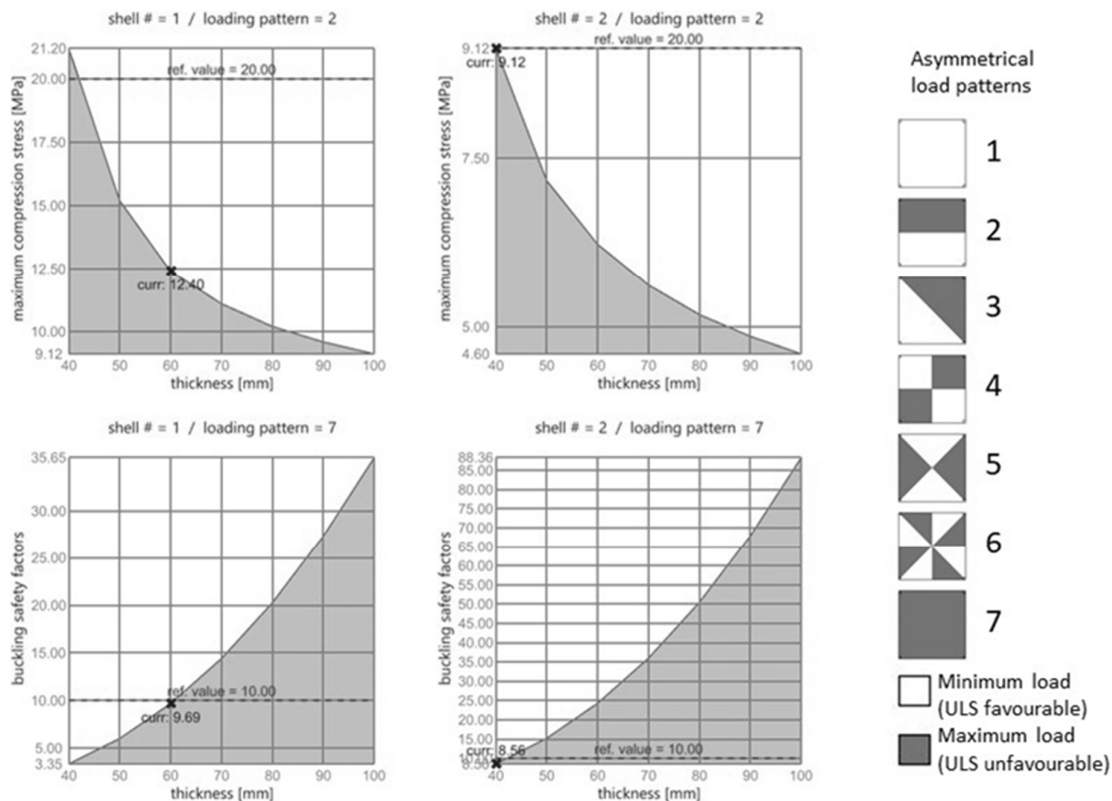 shell # = 1 / loading pattern = 2
maximum compression stress [MPa]
21.20
20.00
17.50
15.00
12.50
10.00
9.12
ref. value = 20.00
curr: 12.40
40 50 60 70 80 90 100
thickness [mm]
shell # = 2 / loading pattern = 2
maximum compression stress [MPa]
9.12
7.50
5.00
4.60
ref. value = 20.00
curr: 9.12
40 50 60 70 80 90 100
thickness [mm]
shell # = 1 / loading pattern = 7
buckling safety factors
35.65
30.00
25.00
20.00
15.00
10.00
5.00
3.35
ref. value = 10.00
curr: 9.69
40 50 60 70 80 90 100
thickness [mm]
shell # = 2 / loading pattern = 7
buckling safety factors
88.36
85.00
80.00
75.00
70.00
65.00
60.00
55.00
50.00
45.00
40.00
35.00
30.00
25.00
20.00
15.00
8.56
ref. value = 10.00
curr: 8.56
40 50 60 70 80 90 100
thickness [mm]
Asymmetrical
load patterns
1
2
3
4
5
6
7
Minimum load
(ULS favourable)
Maximum load
(ULS unfavourable)